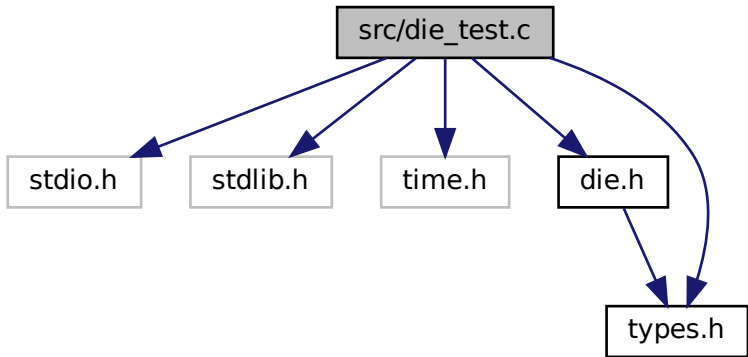 src/die_test.c
stdio.h
stdlib.h
time.h
die.h
types.h